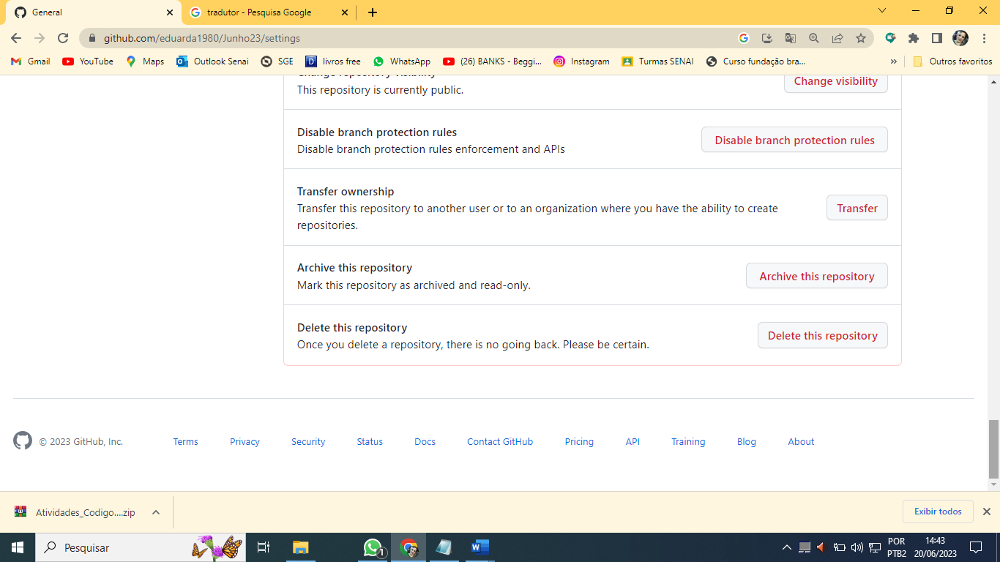 General
tradutor - Pesquisa Google
github.com/eduarda1980/Junho23/settings
Gmail
YouTube
Maps
Outlook Senai
SGE
livros free
WhatsApp
(26) BANKS - Beggi...
Instagram
Turmas SENAI
Curso fundação bra...
»
Outros favoritos
Change repository visibility
This repository is currently public.
Change visibility
Disable branch protection rules
Disable branch protection rules enforcement and APIs
Disable branch protection rules
Transfer ownership
Transfer this repository to another user or to an organization where you have the ability to create
repositories.
Transfer
Archive this repository
Mark this repository as archived and read-only.
Archive this repository
Delete this repository
Once you delete a repository, there is no going back. Please be certain.
Delete this repository
© 2023 GitHub, Inc.
Terms
Privacy
Security
Status
Docs
Contact GitHub
Pricing
API
Training
Blog
About
Atividades_Codigo....zip
Exibir todos
Pesquisar
1
POR
PTB2
14:43
20/06/2023